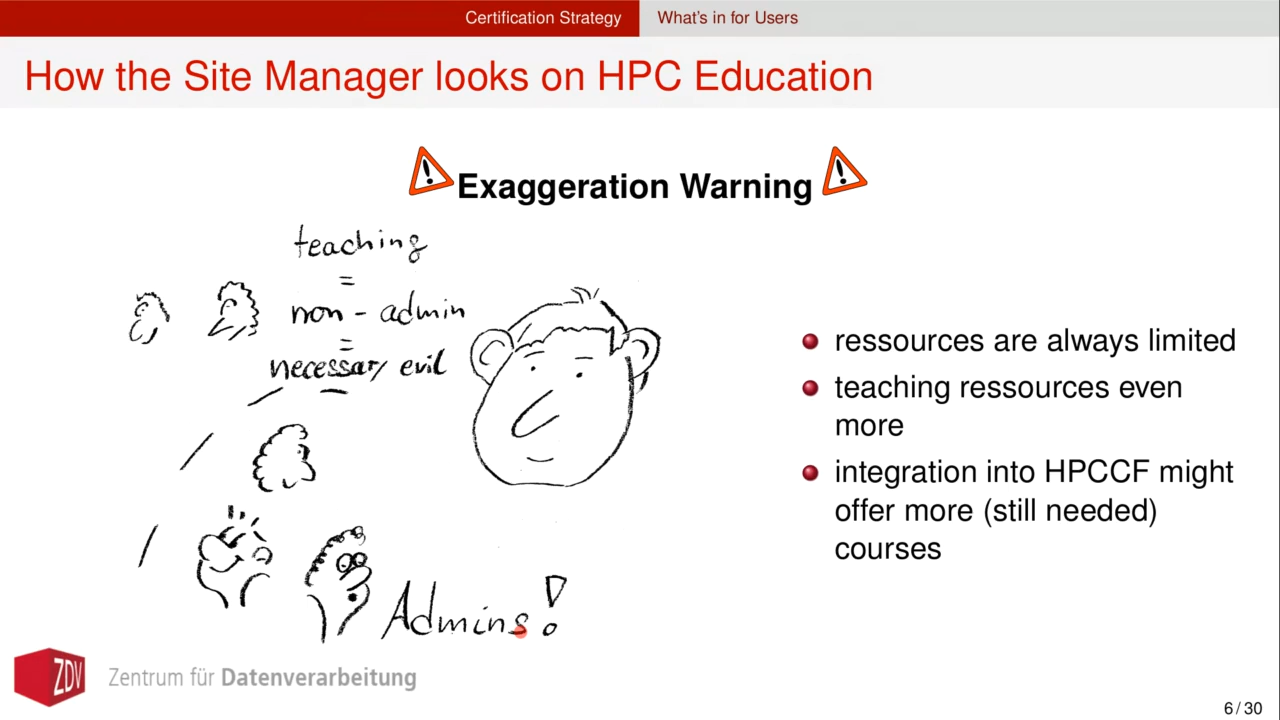 Certification Strategy What's in for Users
How the Site Manager looks on HPC Education
Exaggeration Warning
teaching
=
non - admin
=
necessary evil
Admins!
ressources are always limited
teaching ressources even
more
integration into HPCCF might
offer more (still needed)
courses
ZDV Zentrum für Datenverarbeitung
6 / 30